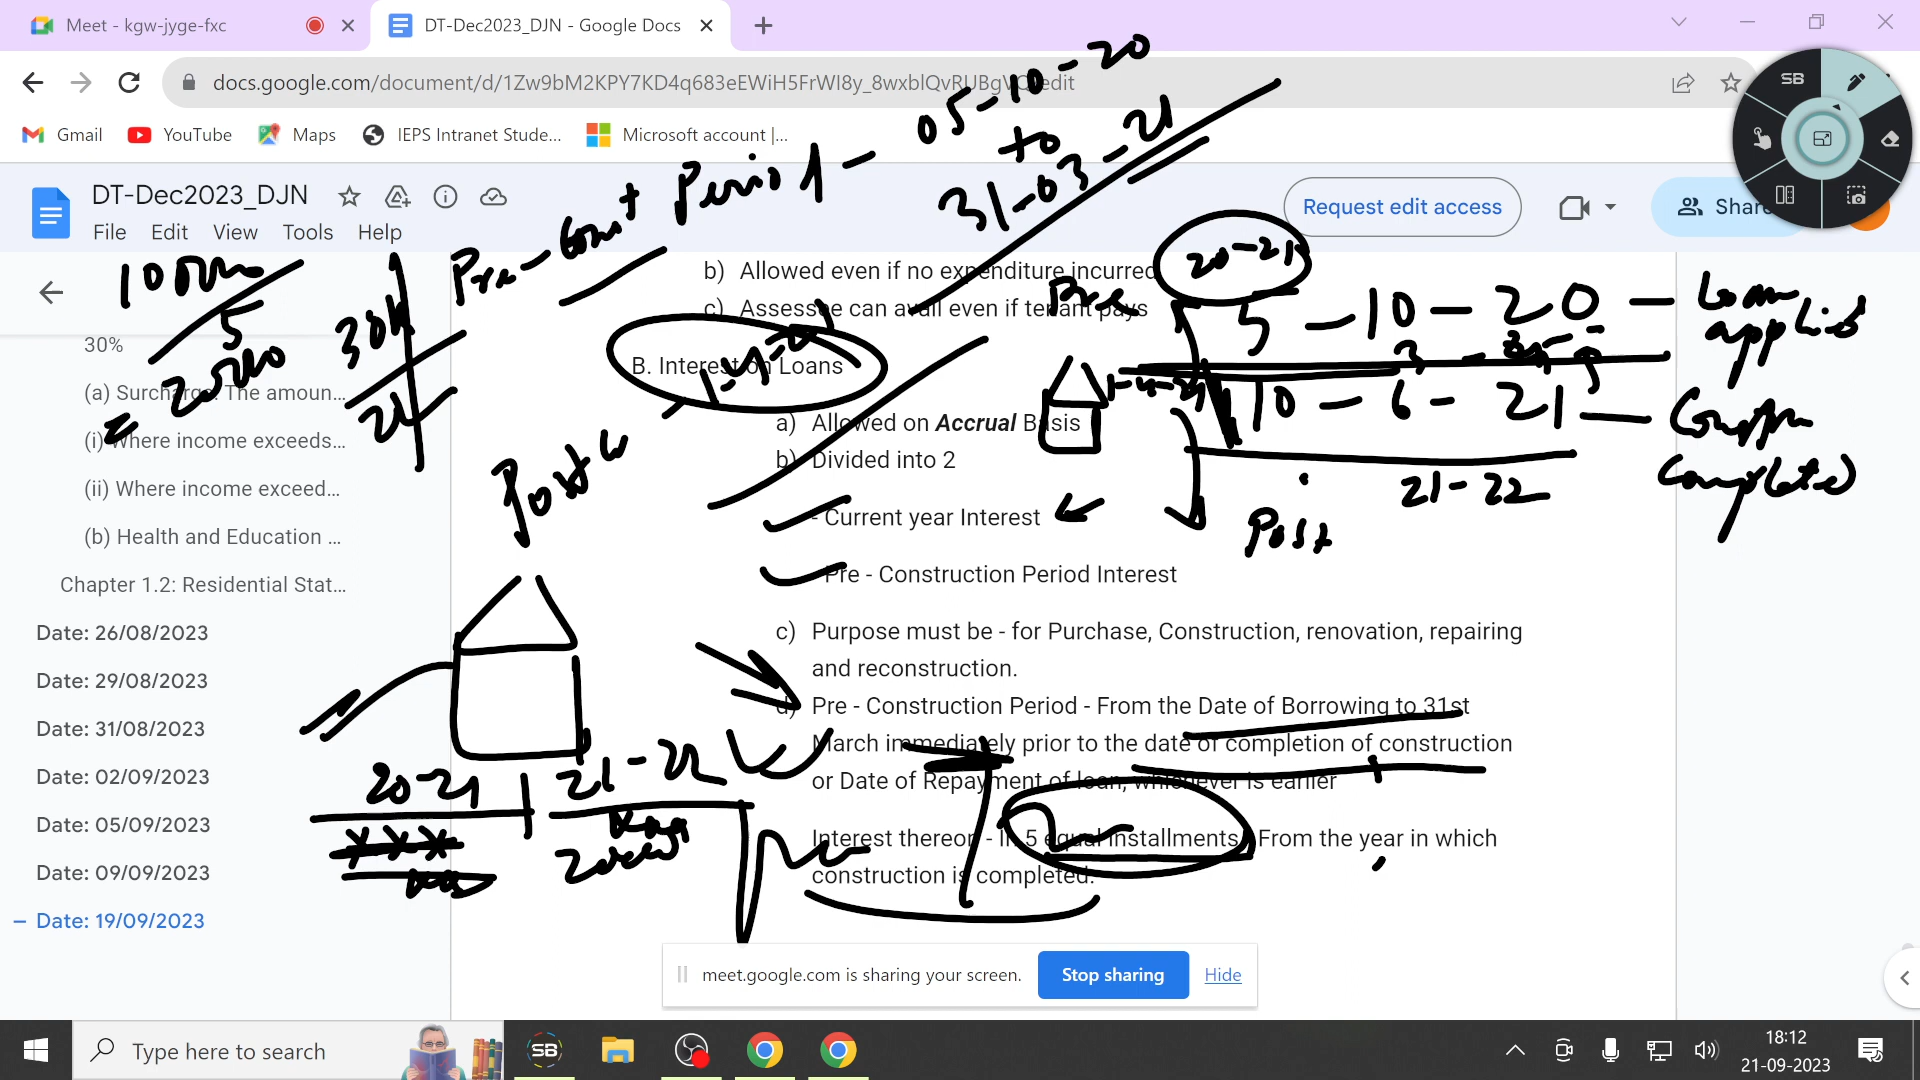 Meet - kgw-jyge-fxc
DT-Dec2023_DJN - Google Docs
docs.google.com/document/d/1Zw9bM2KPY7KD4q683eEWiH5FrWI8y_8wxblQvRUBgV edit
Gmail
YouTube
Maps
IEPS Intranet Stude...
Microsoft account |...
SB
DT-Dec2023_DJN
File Edit View Tools Help
Request edit access
Share
05-10-20
to
31-03-21
Pre-Const Period -
5
30%
(a) Surcharge: The amoun...
(i) Where income exceeds...
(ii) Where income exceed...
(b) Health and Education ...
Chapter 1.2: Residential Stat...
Date: 26/08/2023
Date: 29/08/2023
Date: 31/08/2023
Date: 02/09/2023
Date: 05/09/2023
Date: 09/09/2023
Date: 19/09/2023
b) Allowed even if no expenditure incurred
c) Assessee can avail even if tenant pays
B. Interest on Loans
a) Allowed on Accrual Basis
b) Divided into 2
- Current year Interest
- Pre - Construction Period Interest
c) Purpose must be - for Purchase, Construction, renovation, repairing
and reconstruction.
d) Pre - Construction Period - From the Date of Borrowing to 31st
March immediately prior to the date of completion of construction
or Date of Repayment of loan, whichever is earlier
Interest thereon - In 5 equal installments From the year in which
construction is completed.
20-21
Pre
5-10-20 - Loan
applied
10-6-21 -
Completed
21-22
Post
20-21
21-22
meet.google.com is sharing your screen.
Stop sharing
Hide
Type here to search
SB
18:12
21-09-2023